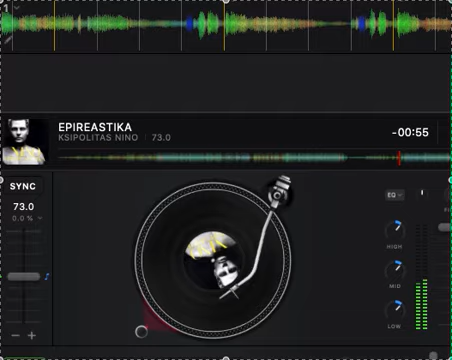 1
EPIREASTIKA
KSIPOLITAS NINO 73.0
-00:55
SYNC
73.0
0.0 %
EQ
HIGH
MID
LOW